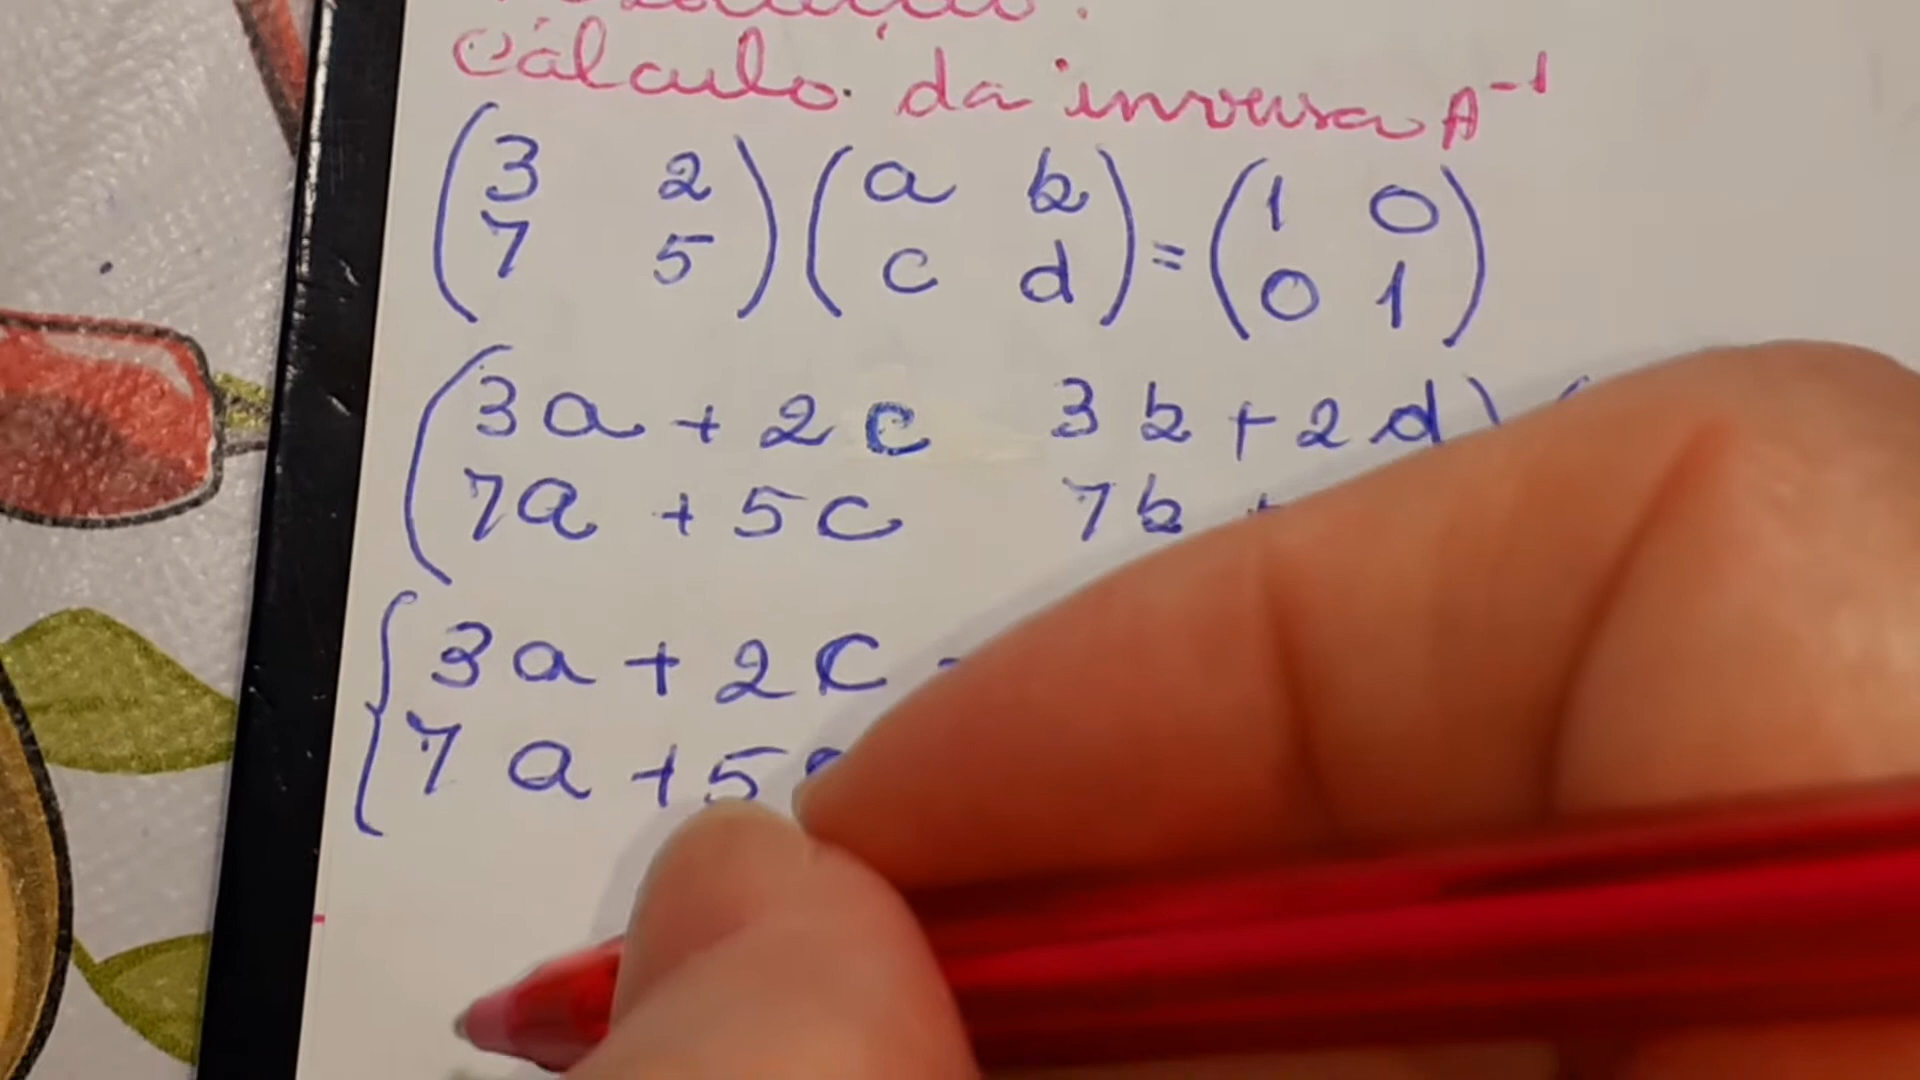 Cálculo da inversa A⁻¹
(3 2) (a b) = (1 0)
(7 5) (c d) (0 1)
(3a + 2c 3b + 2d)
7a + 5c 7b +
{3a + 2c
7a + 5